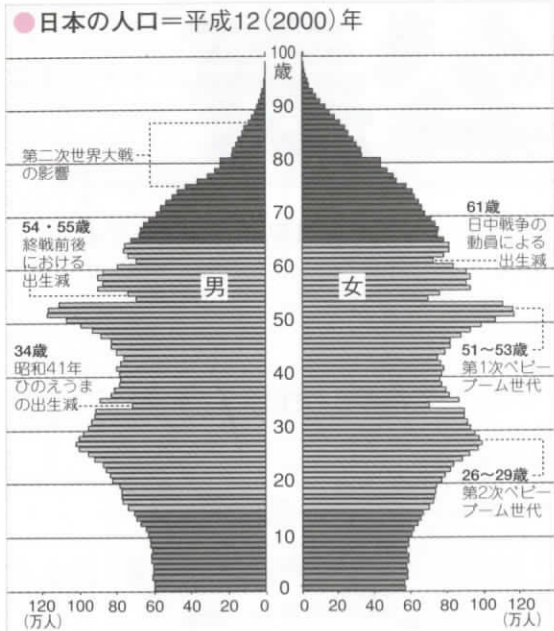 ●日本の人口＝平成12(2000)年
100
歳
90
80
70
60
50
40
30
20
10
0
第二次世界大戦
の影響
54・55歳
終戦前後
における
出生減
34歳
昭和41年
ひのえうま
の出生減
男
女
61歳
日中戦争の
動員による
出生減
51〜53歳
第1次ベビー
ブーム世代
26〜29歳
第2次ベビー
ブーム世代
120 100 80 60 40 20 0
(万人)
0 20 40 60 80 100 120
(万人)